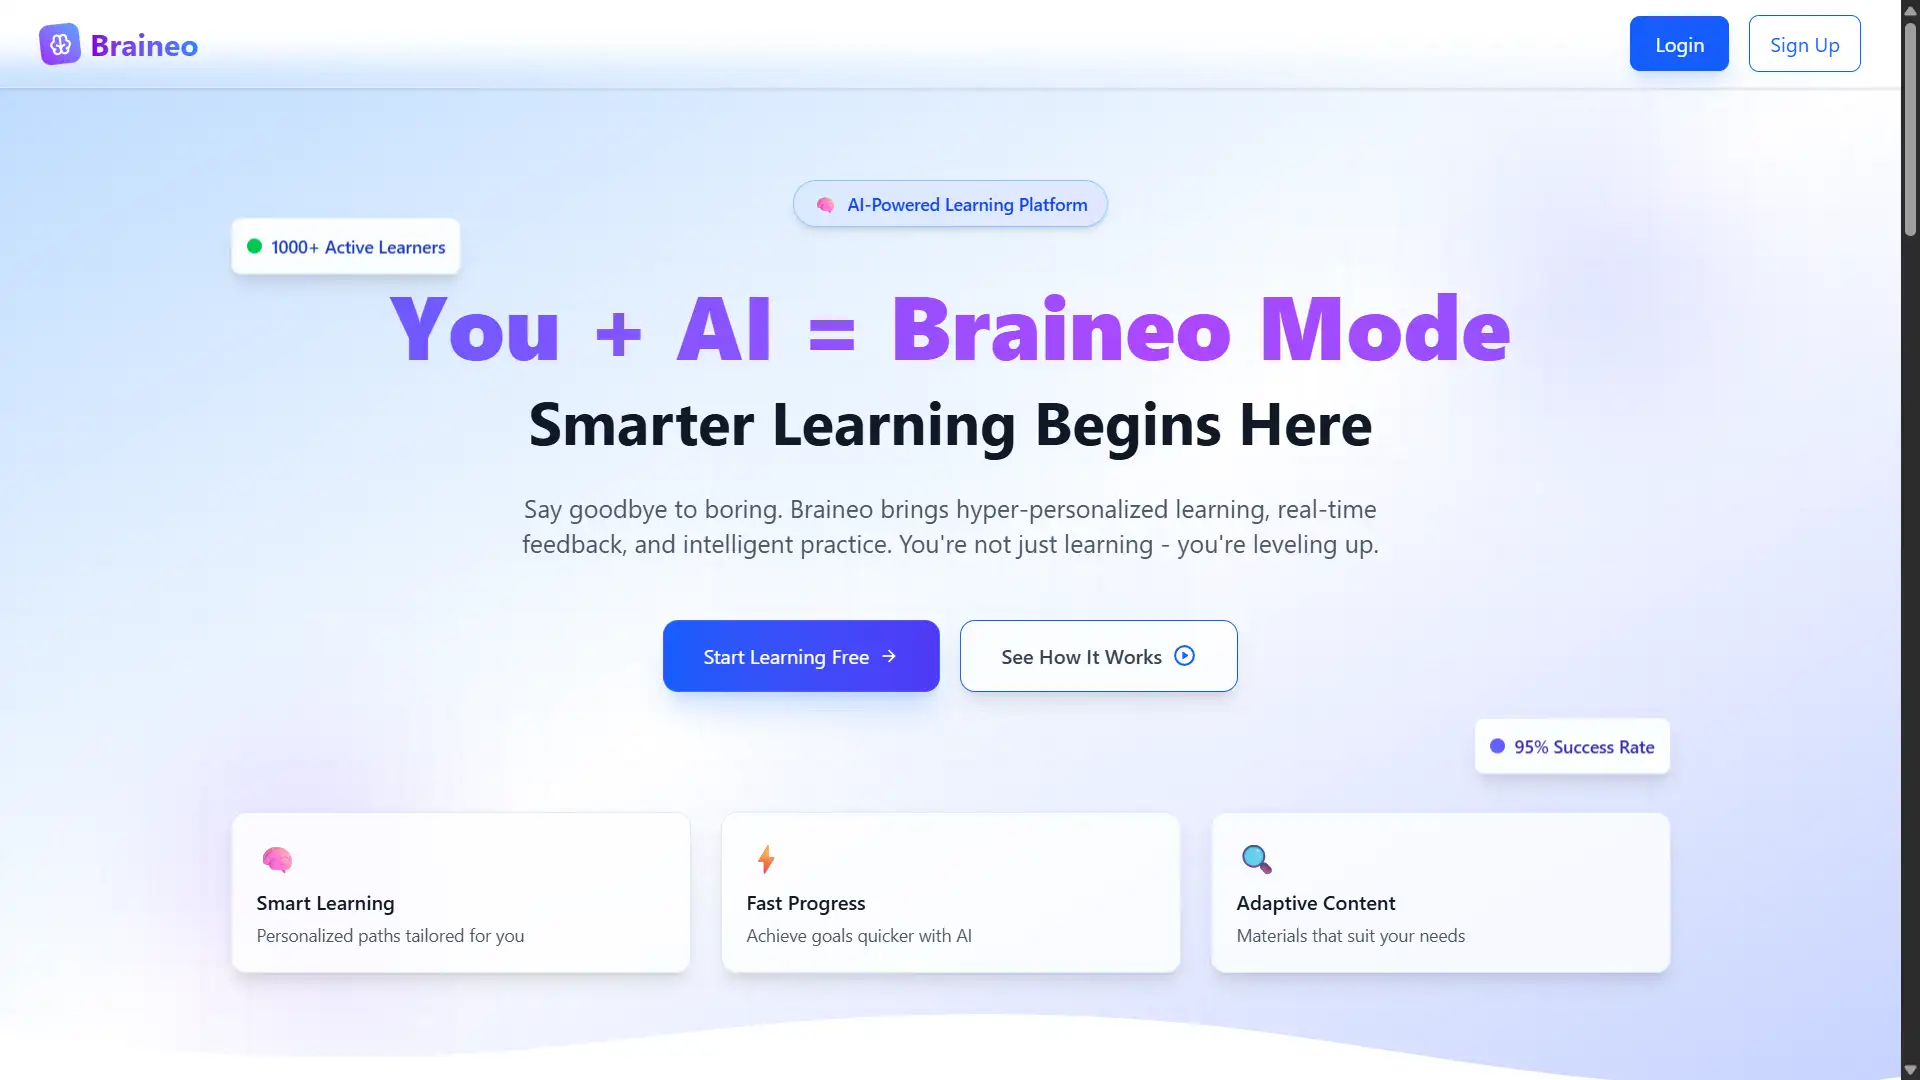 Braineo
Login
Sign Up
AI-Powered Learning Platform
1000+ Active Learners
You + AI = Braineo Mode
Smarter Learning Begins Here
Say goodbye to boring. Braineo brings hyper-personalized learning, real-time
feedback, and intelligent practice. You're not just learning - you're leveling up.
Start Learning Free
See How It Works
95% Success Rate
Smart Learning
Personalized paths tailored for you
Fast Progress
Achieve goals quicker with AI
Adaptive Content
Materials that suit your needs